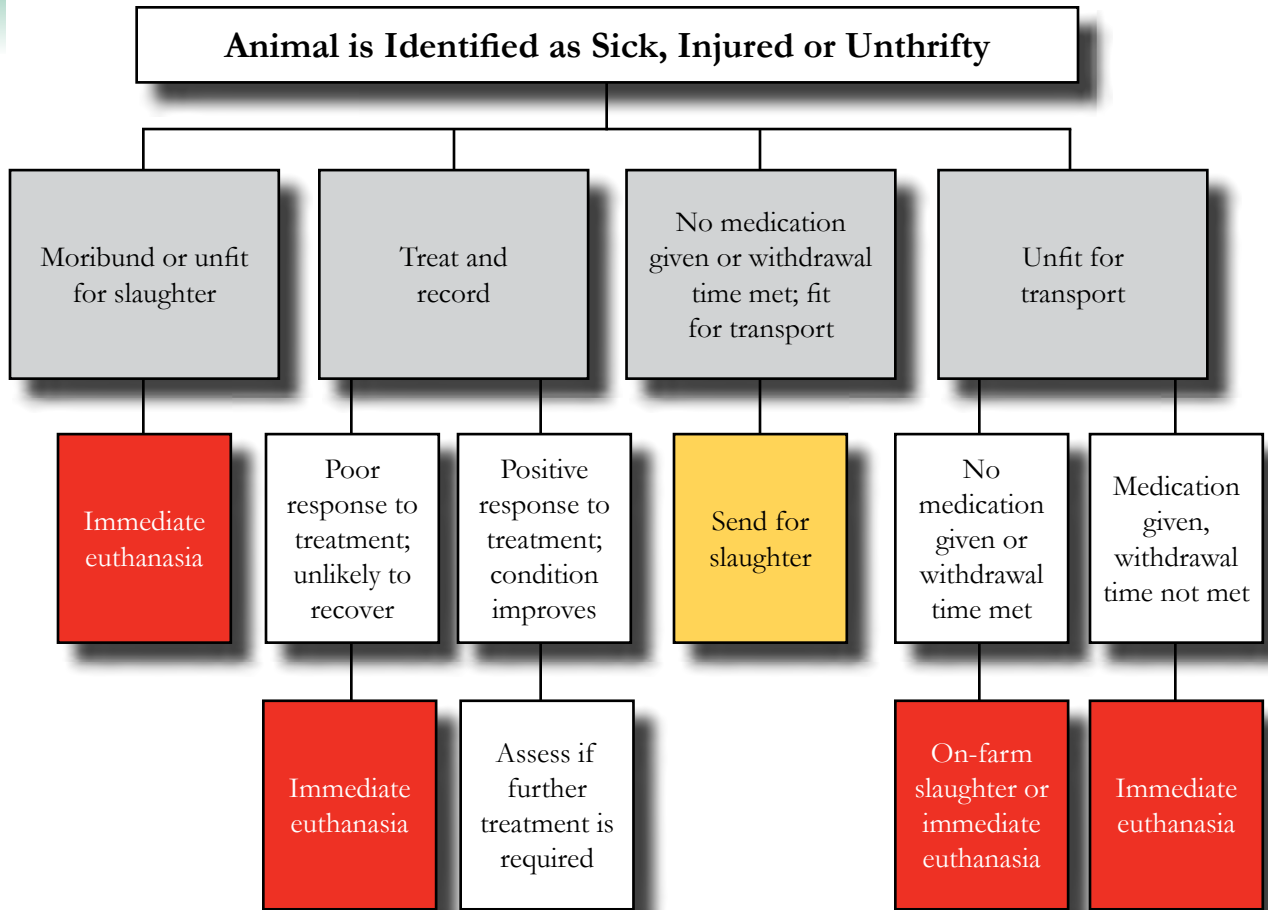 Animal is Identified as Sick, Injured or Unthrifty
Moribund or unfit
for slaughter
Treat and
record
No medication
given or withdrawal
time met; fit
for transport
Unfit for
transport
Immediate
euthanasia
Poor
response to
treatment;
unlikely to
recover
Positive
response to
treatment;
condition
improves
Send for
slaughter
No
medication
given or
withdrawal
time met
Medication
given,
withdrawal
time not met
Immediate
euthanasia
Assess if
further
treatment is
required
On-farm
slaughter or
immediate
euthanasia
Immediate
euthanasia